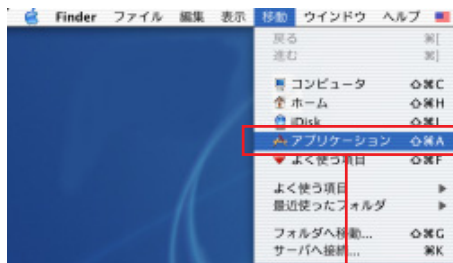 Finder ファイル 編集 表示 移動 ウインドウ ヘルプ
戻る ⌘[
進む ⌘]
コンピュータ ⇧⌘C
ホーム ⇧⌘H
iDisk ⇧⌘I
アプリケーション ⇧⌘A
よく使う項目 ⇧⌘F
よく使う項目 ▶
最近使ったフォルダ ▶
フォルダへ移動... ⇧⌘G
サーバへ接続... ⌘K